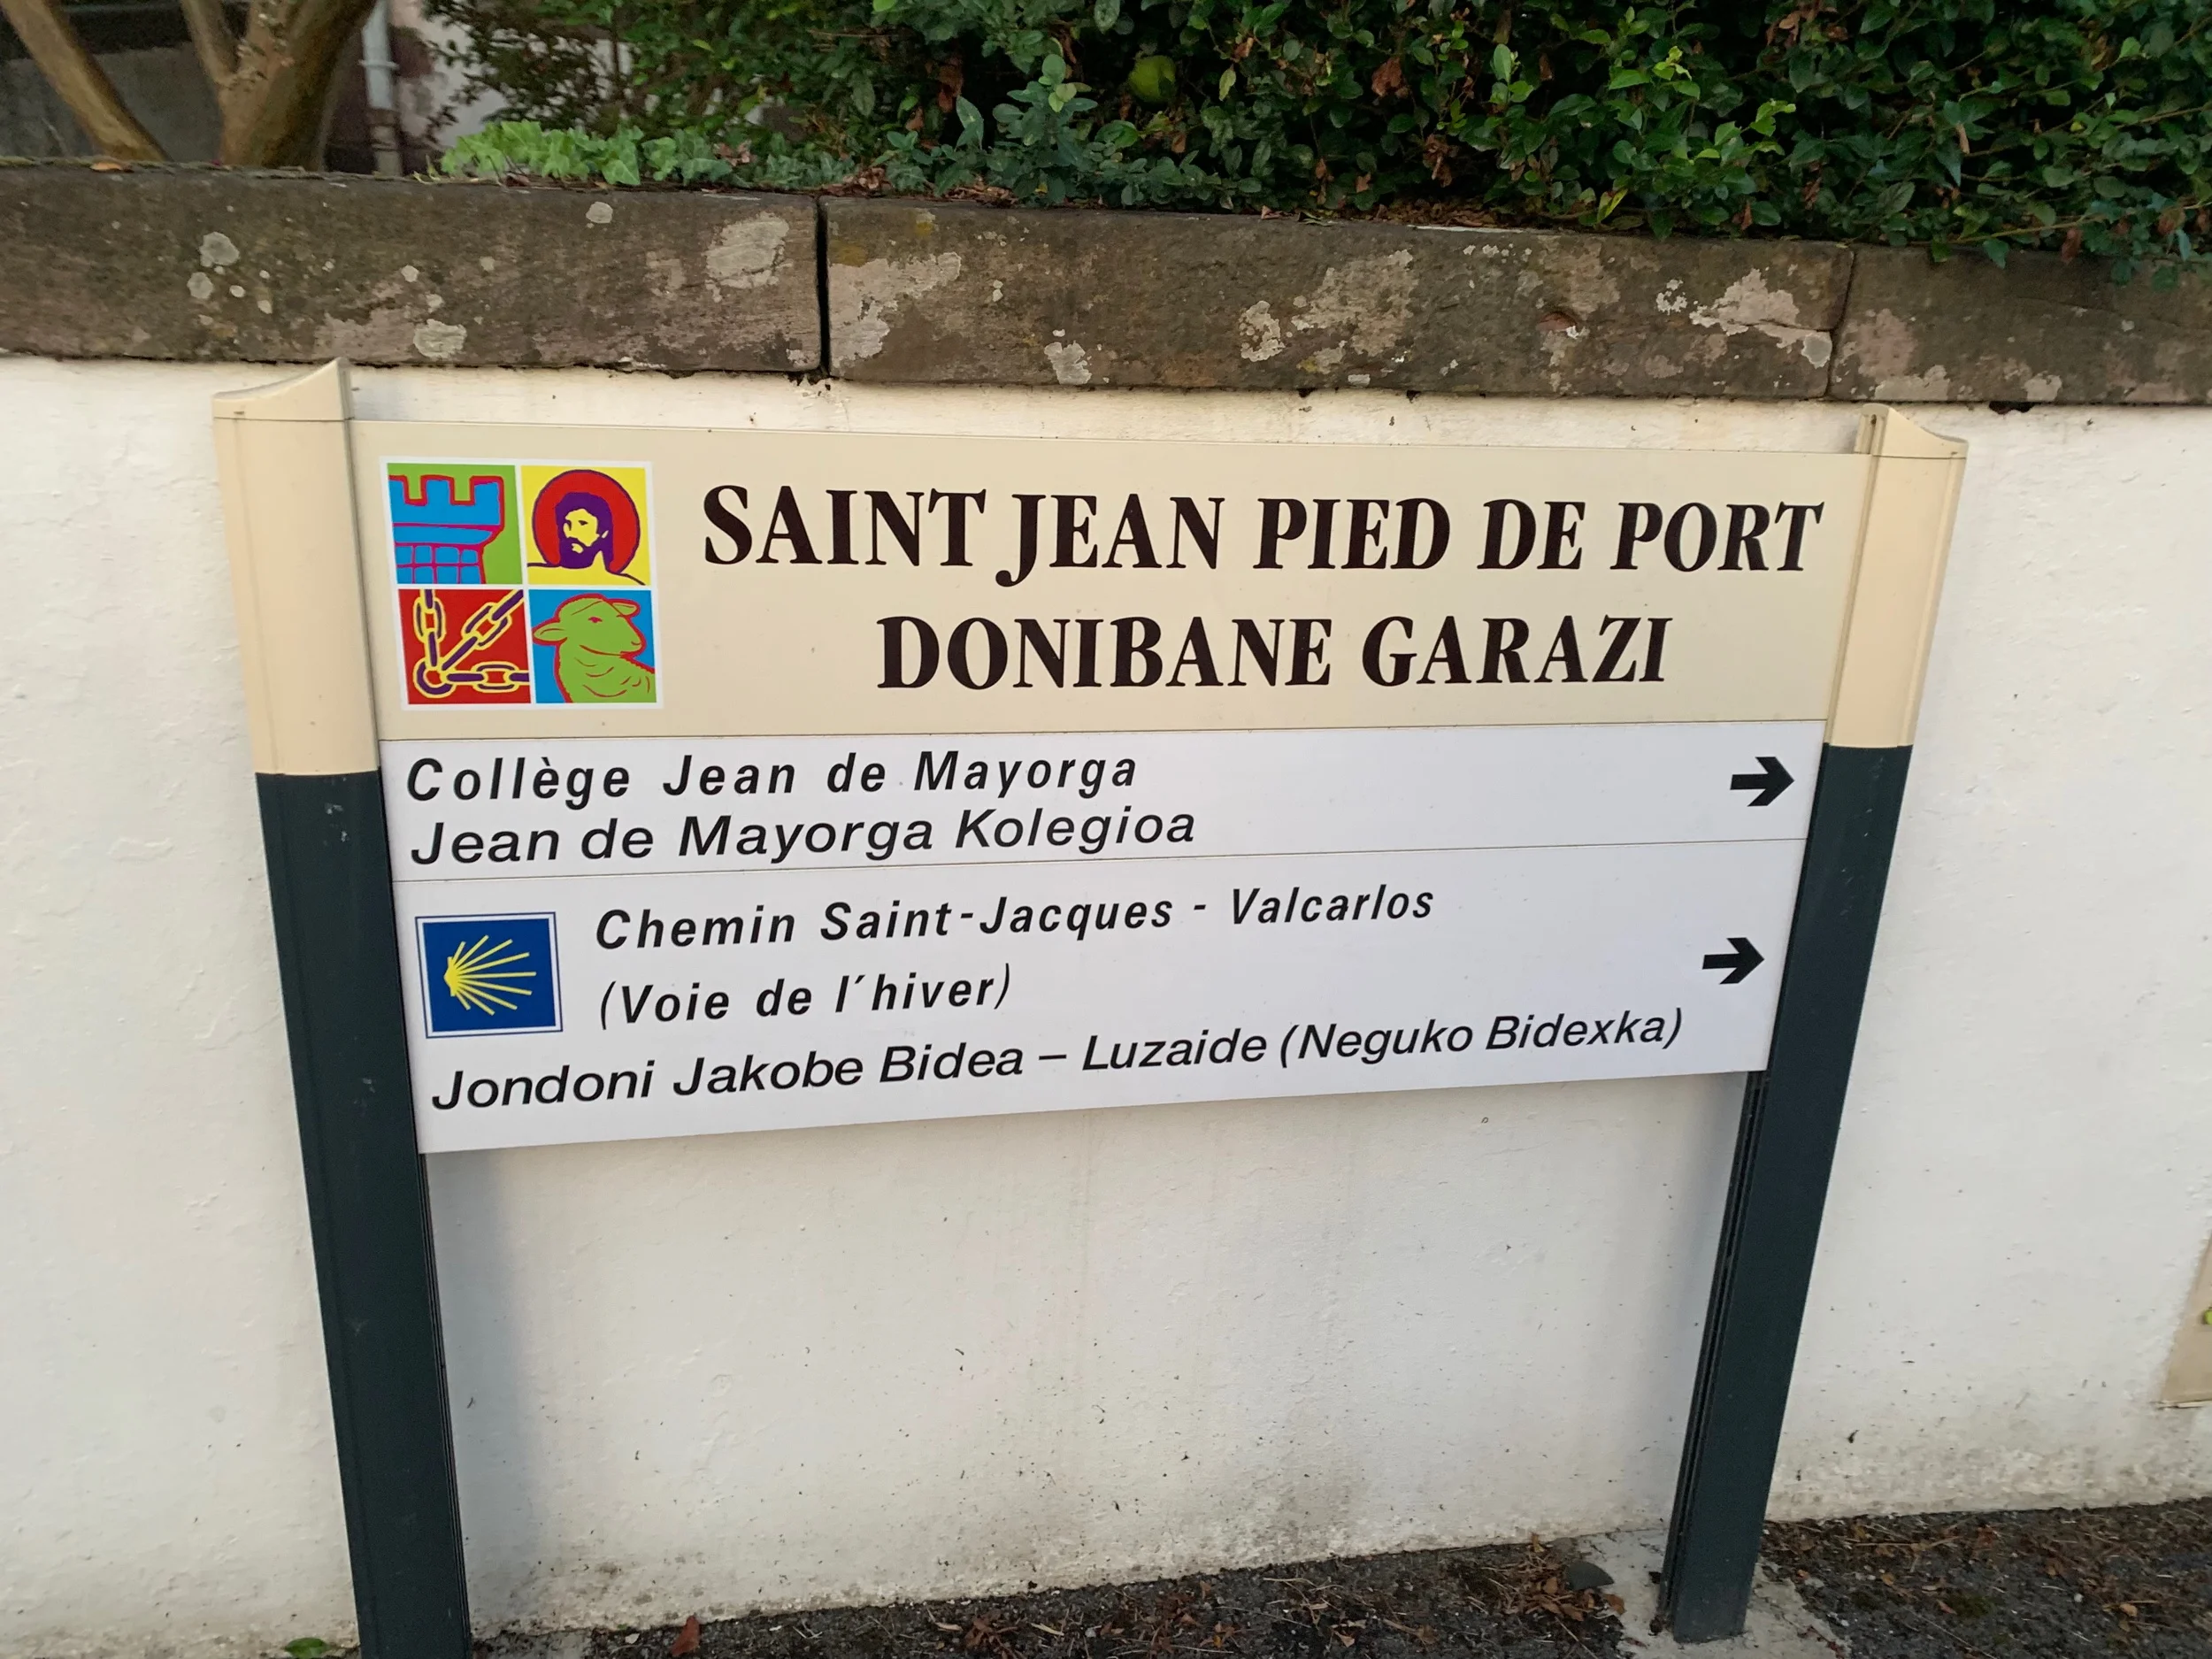 SAINT JEAN PIED DE PORT
DONIBANE GARAZI
Collège Jean de Mayorga
Jean de Mayorga Kolegioa
Chemin Saint-Jacques - Valcarlos
(Voie de l'hiver)
Jondoni Jakobe Bidea – Luzaide (Neguko Bidexka)